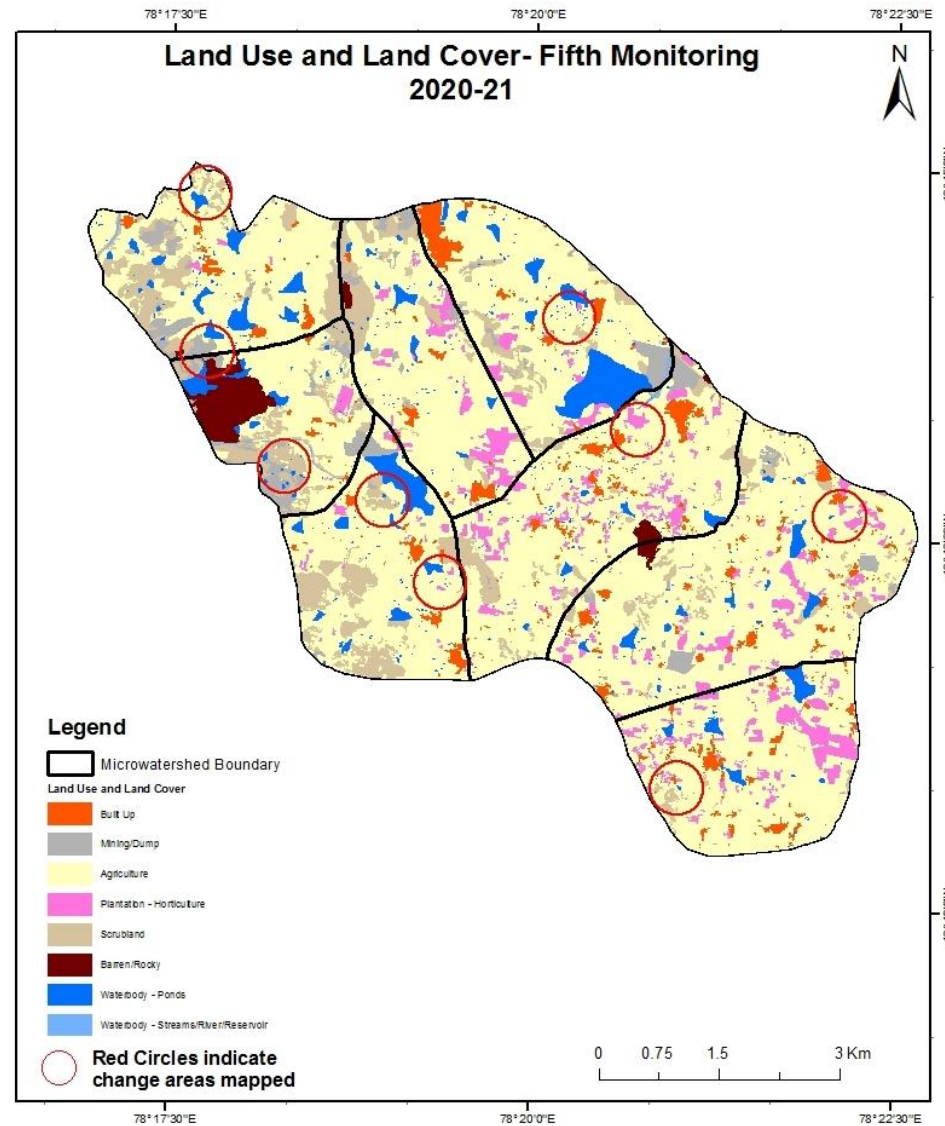 78° 17'30"E 78° 20'0"E 78° 22'30"E
Land Use and Land Cover- Fifth Monitoring
2020-21
N
Legend
Microwatershed Boundary
Land Use and Land Cover
Built Up
Mining/Dump
Agriculture
Plantation - Horticulture
Scrubland
Barren/Rocky
Waterbody - Ponds
Waterbody - Streams/River/Reservoir
Red Circles indicate
change areas mapped
0 0.75 1.5 3 Km
78° 17'30"E 78° 20'0"E 78° 22'30"E